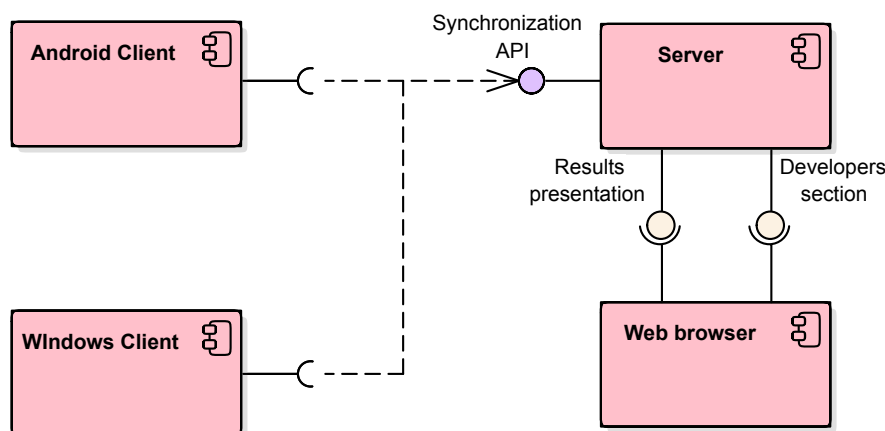 Synchronization
API
Android Client
Server
Results
presentation
Developers
section
WIndows Client
Web browser